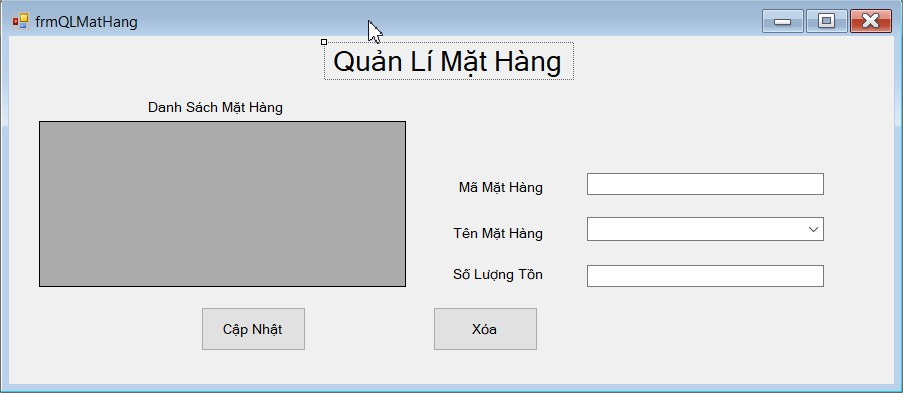 frmQLMatHang
Quản Lí Mặt Hàng
Danh Sách Mặt Hàng
Mã Mặt Hàng
Tên Mặt Hàng
Số Lượng Tồn
Cập Nhật
Xóa